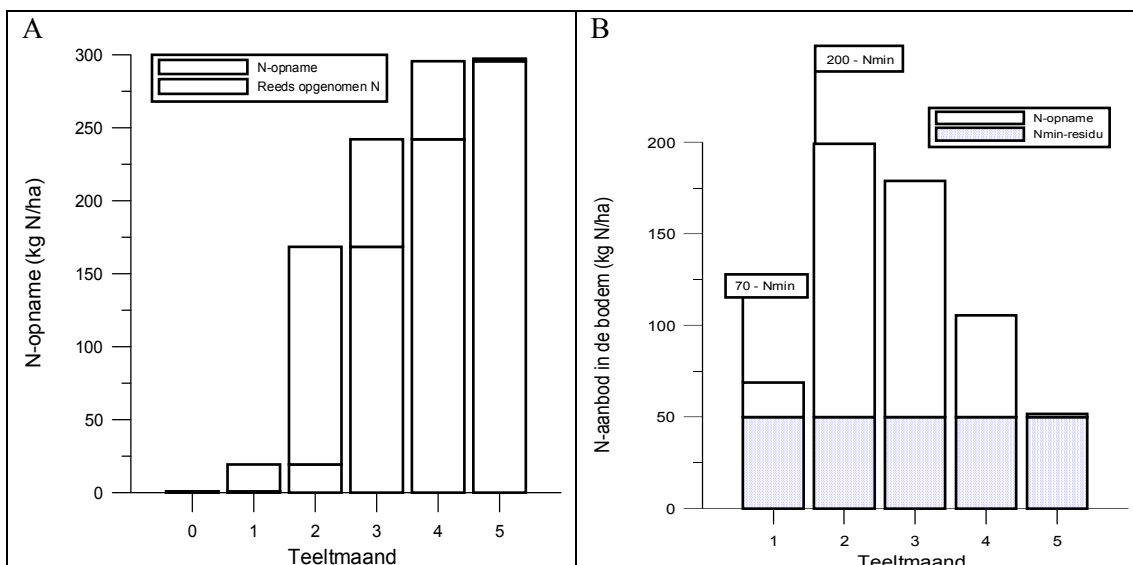 A
300
250
200
150
100
50
0
N-opname (kg N/ha)
N-opname
Reeds opgenomen N
0 1 2 3 4 5
Teeltmaand
B
200 - Nmin
70 - Nmin
N-opname
Nmin-residu
200
150
100
50
0
N-aanbod in de bodem (kg N/ha)
1 2 3 4 5
Teeltmaand